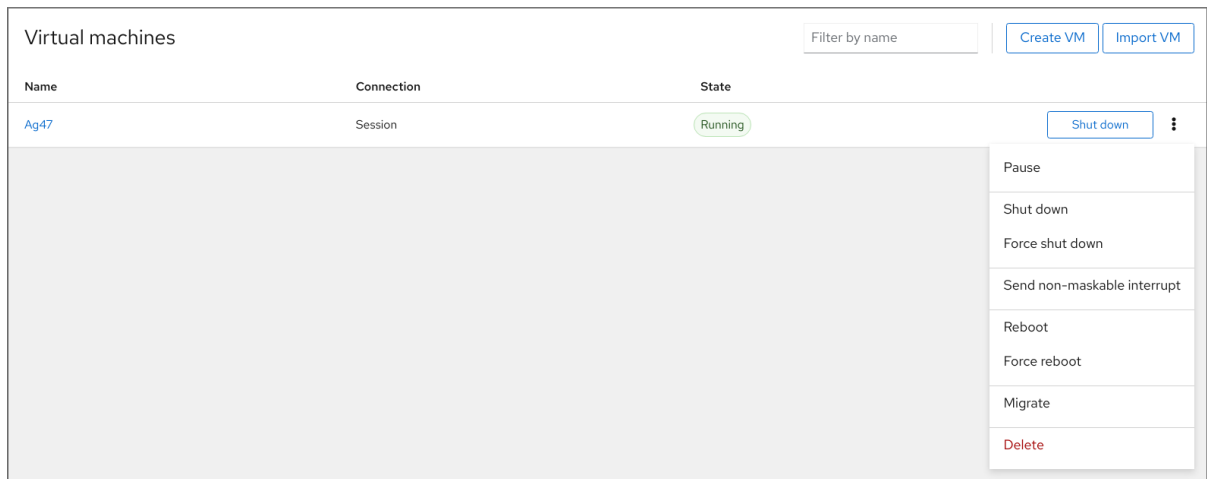 Virtual machines
Filter by name
Create VM
Import VM
Name Connection State
Ag47 Session Running Shut down
Pause
Shut down
Force shut down
Send non-maskable interrupt
Reboot
Force reboot
Migrate
Delete